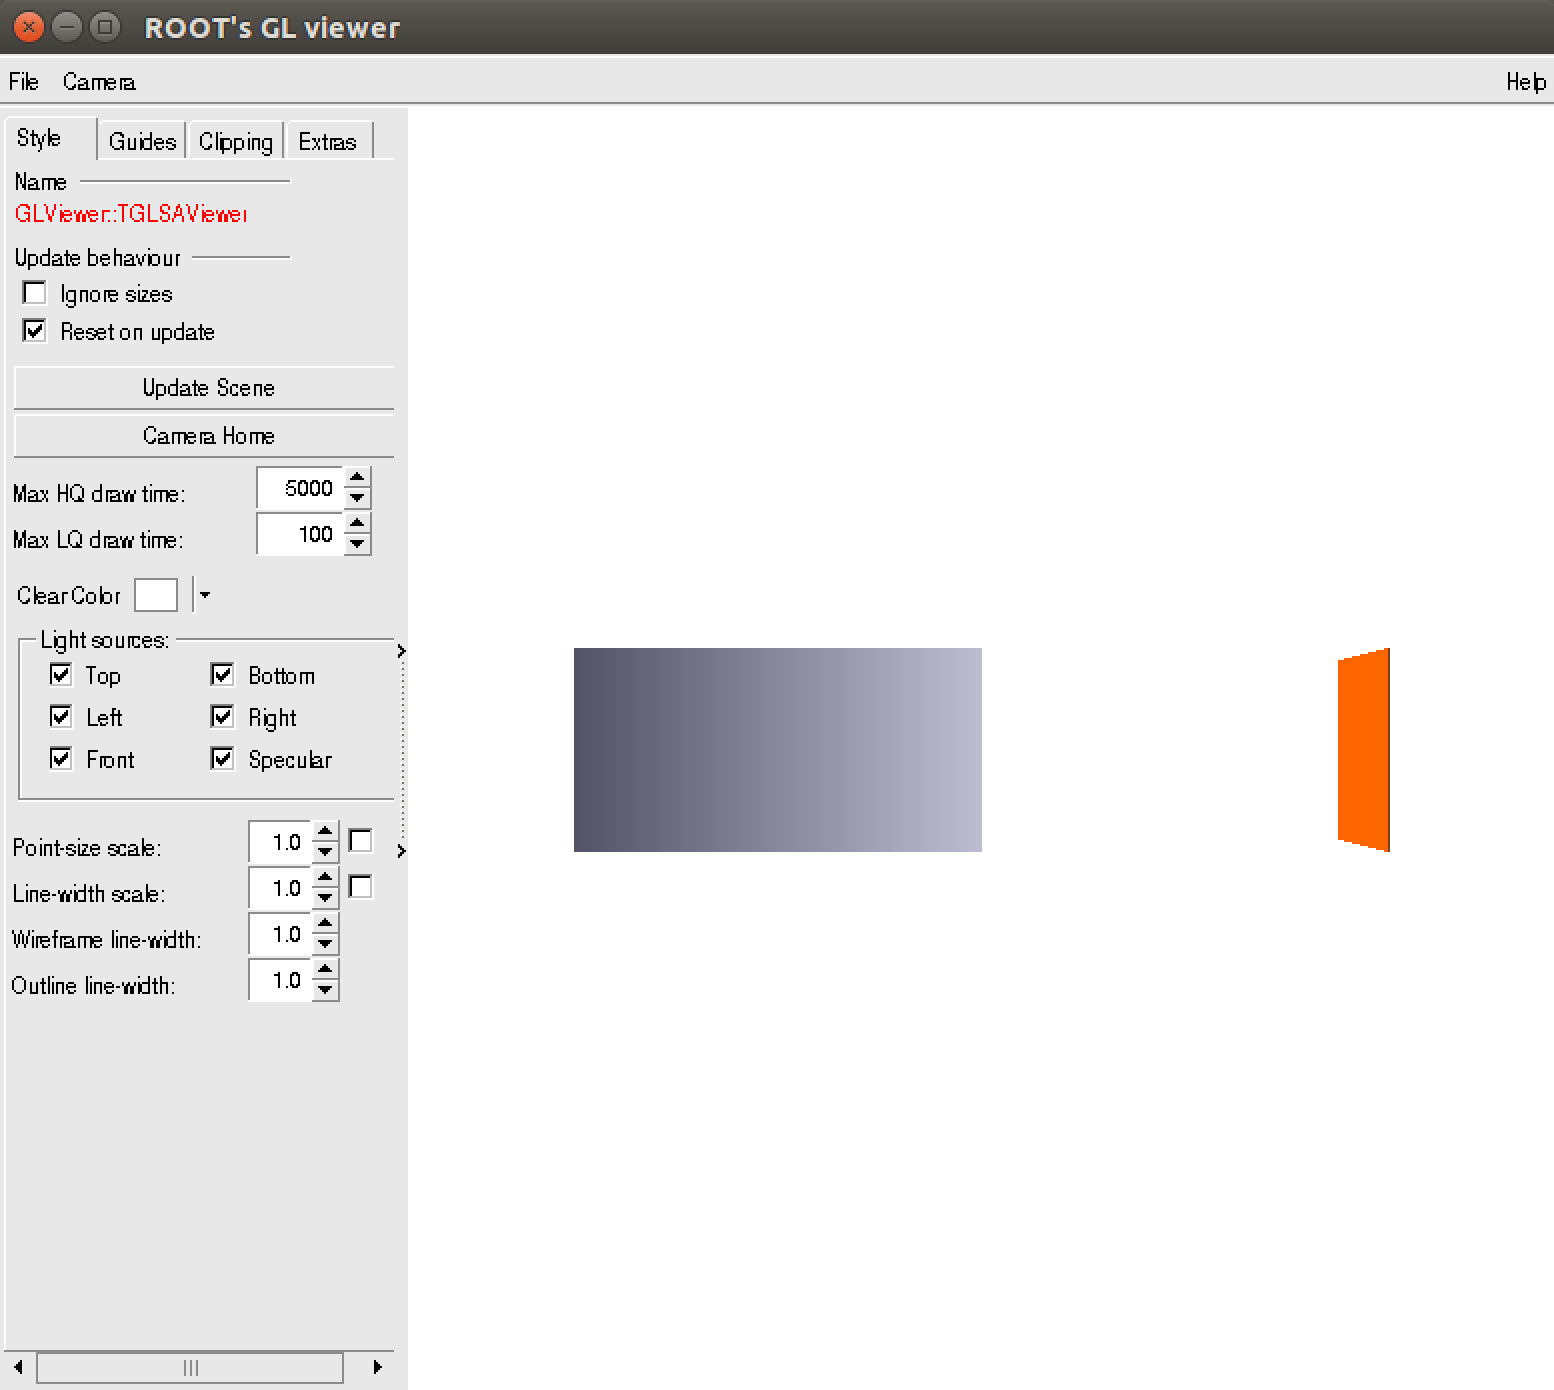 ROOT's GL viewer
File Camera Help
Style Guides Clipping Extras
Name
GLViewer::TGLSAViewer
Update behaviour
Ignore sizes
Reset on update
Update Scene
Camera Home
Max HQ draw time: 5000
Max LQ draw time: 100
Clear Color
Light sources:
Top Bottom
Left Right
Front Specular
Point-size scale: 1.0
Line-width scale: 1.0
Wireframe line-width: 1.0
Outline line-width: 1.0